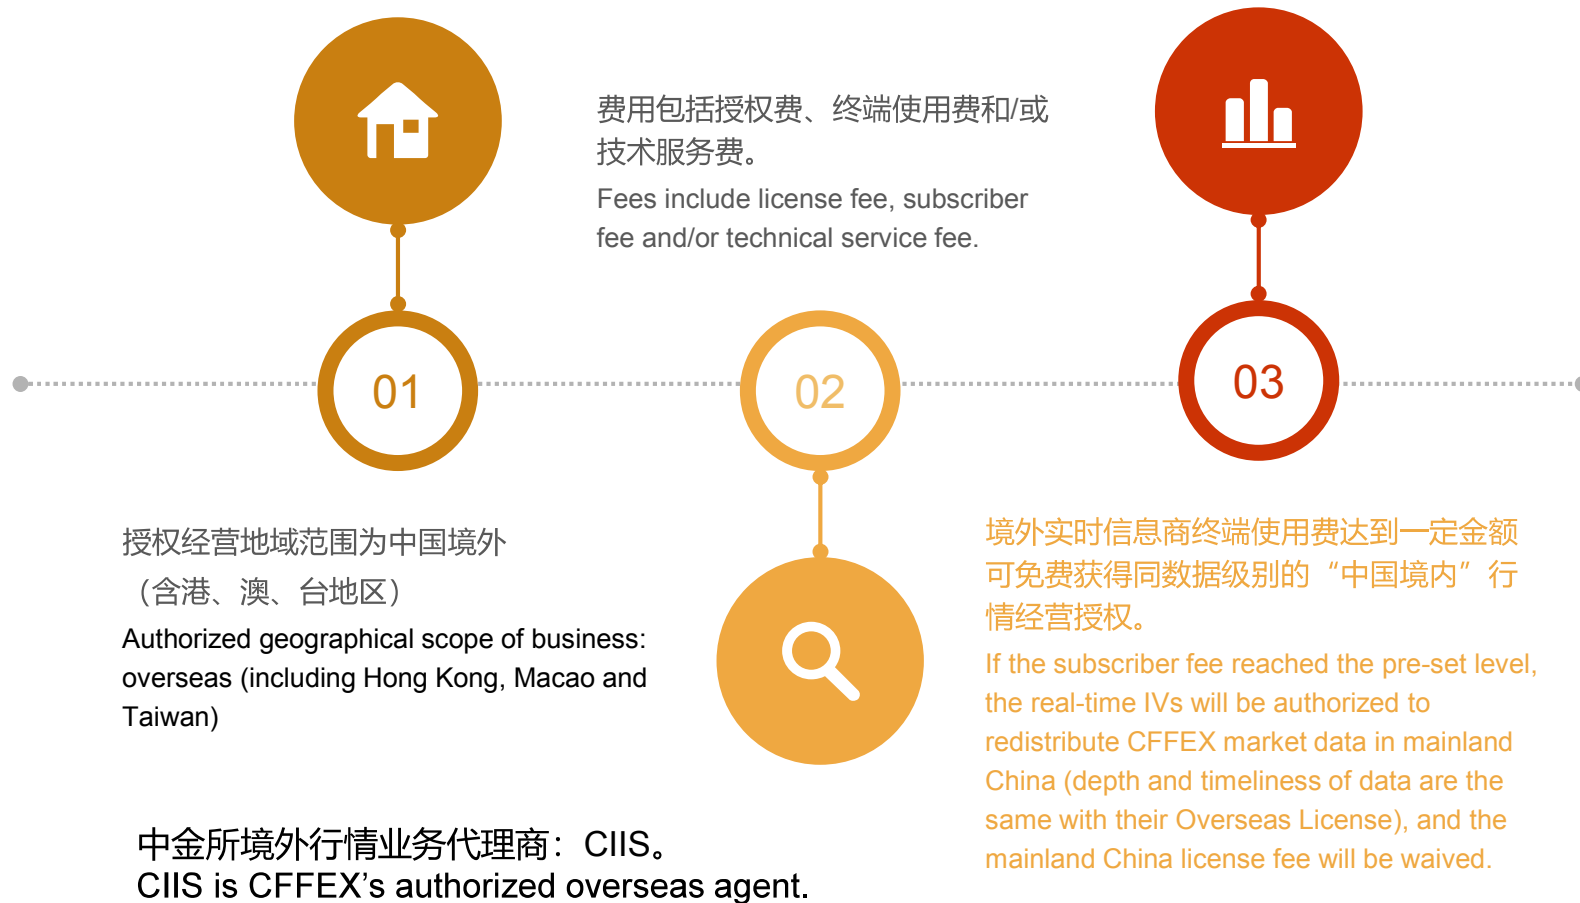 费用包括授权费、终端使用费和/或
技术服务费。
Fees include license fee, subscriber
fee and/or technical service fee.
01
02
03
授权经营地域范围为中国境外
（含港、澳、台地区）
Authorized geographical scope of business:
overseas (including Hong Kong, Macao and
Taiwan)
境外实时信息商终端使用费达到一定金额
可免费获得同数据级别的“中国境内”行
情经营授权。
If the subscriber fee reached the pre-set level,
the real-time IVs will be authorized to
redistribute CFFEX market data in mainland
China (depth and timeliness of data are the
same with their Overseas License), and the
mainland China license fee will be waived.
中金所境外行情业务代理商：CIIS。
CIIS is CFFEX’s authorized overseas agent.